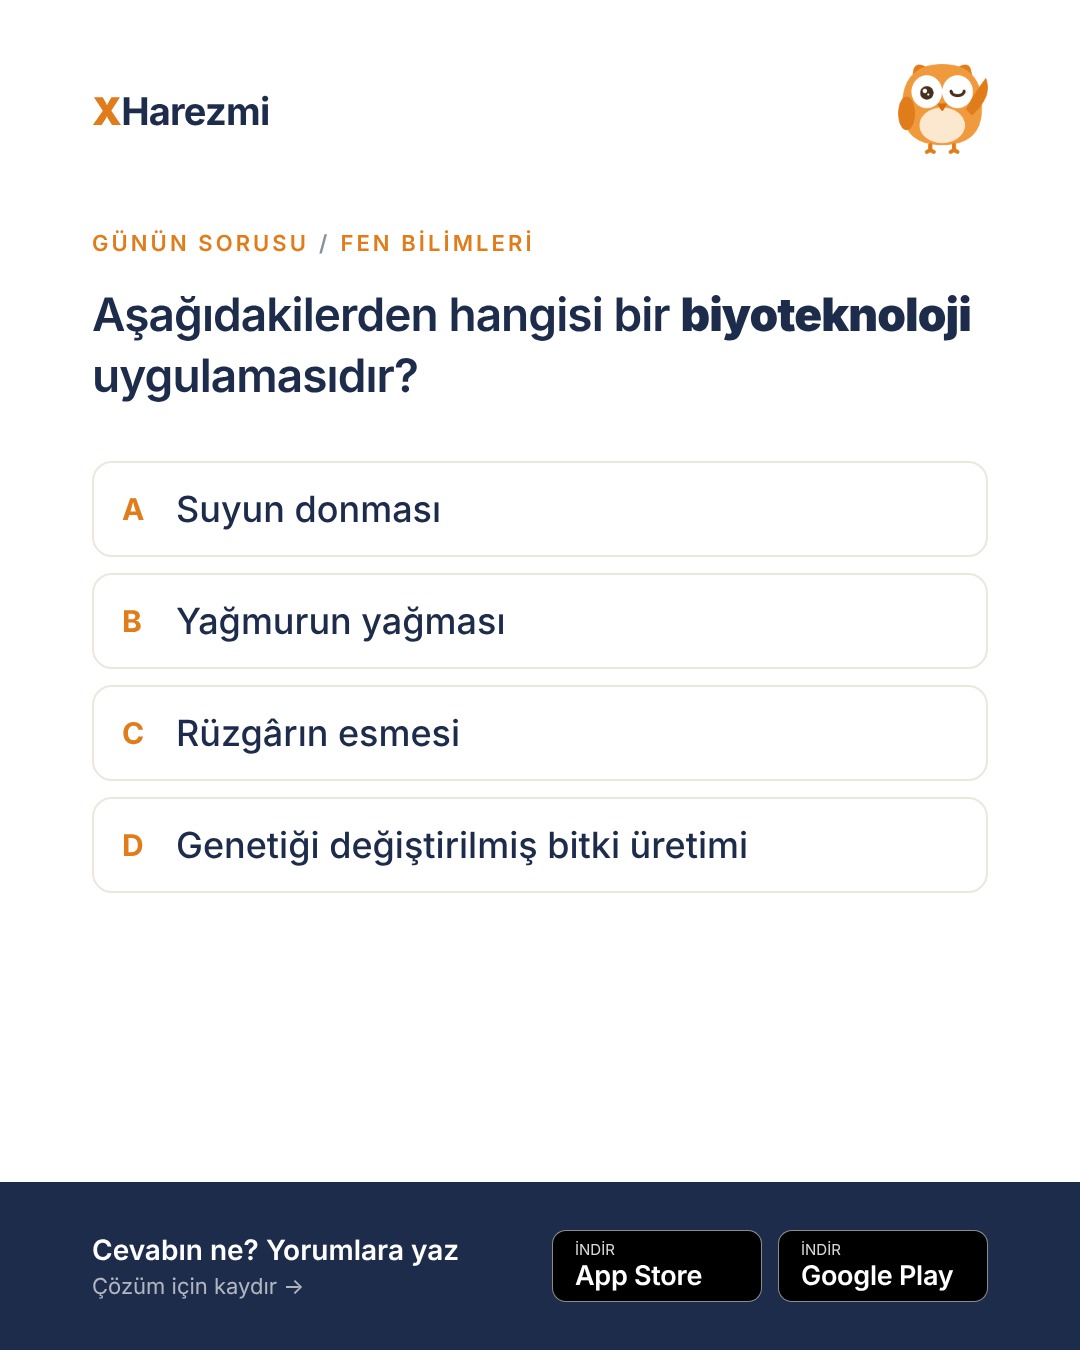 XHarezmi
GÜNÜN SORUSU / FEN BİLİMLERİ
Aşağıdakilerden hangisi bir biyoteknoloji
uygulamasıdır?
A Suyun donması
B Yağmurun yağması
C Rüzgârın esmesi
D Genetiği değiştirilmiş bitki üretimi
Cevabın ne? Yorumlara yaz
Çözüm için kaydır →
İNDİR
App Store
İNDİR
Google Play